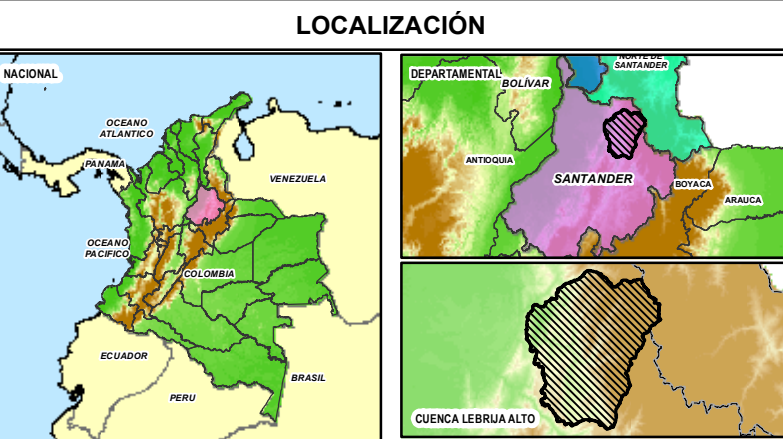 LOCALIZACIÓN
NACIONAL
OCEANO
ATLANTICO
PANAMA
VENEZUELA
OCEANO
PACIFICO
COLOMBIA
ECUADOR
PERU
BRASIL
DEPARTAMENTAL
BOLÍVAR
NORTE DE
SANTANDER
ANTIOQUIA
SANTANDER
BOYACA
ARAUCA
CUENCA LEBRIJA ALTO